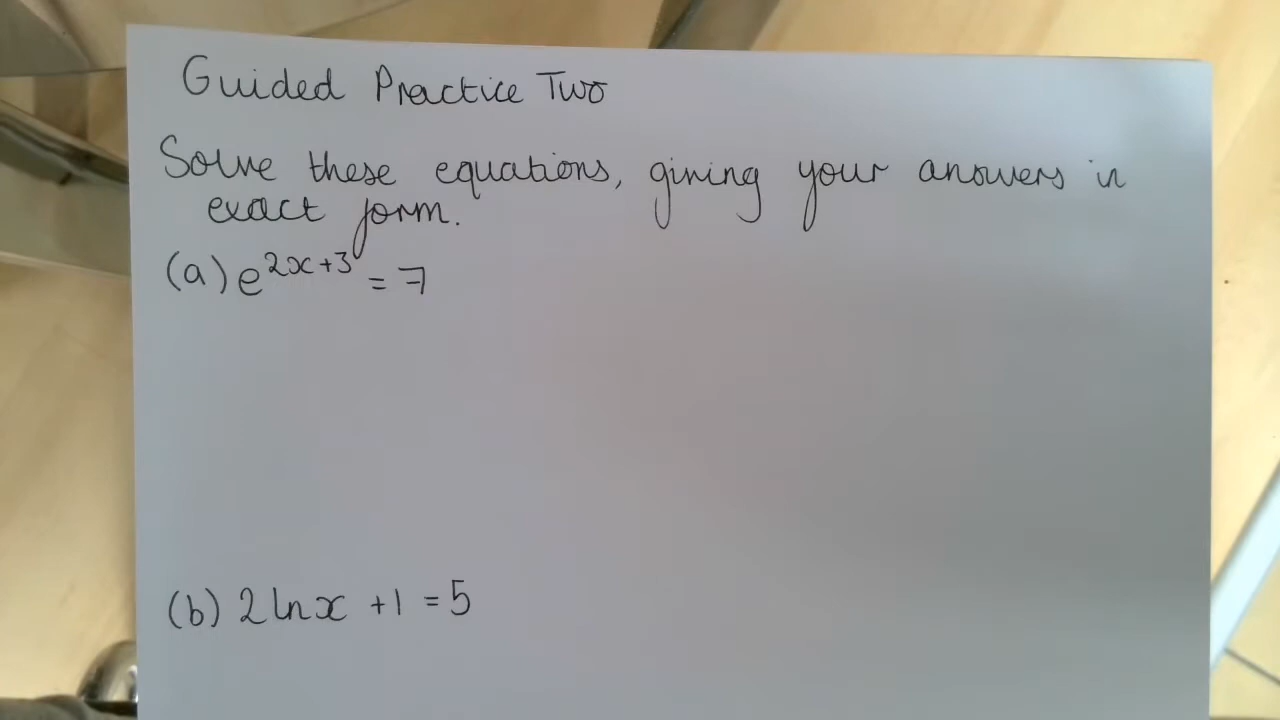 Guided Practice Two
Solve these equations, giving your answers in
exact form.
(a) e^{2x+3} = 7
(b) 2 ln x + 1 = 5